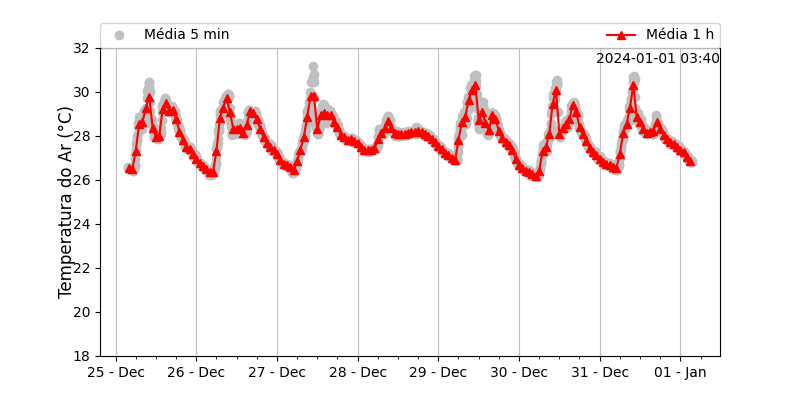 Média 5 min
Média 1 h
2024-01-01 03:40
Temperatura do Ar (°C)
32
30
28
26
24
22
20
18
25 - Dec
26 - Dec
27 - Dec
28 - Dec
29 - Dec
30 - Dec
31 - Dec
01 - Jan